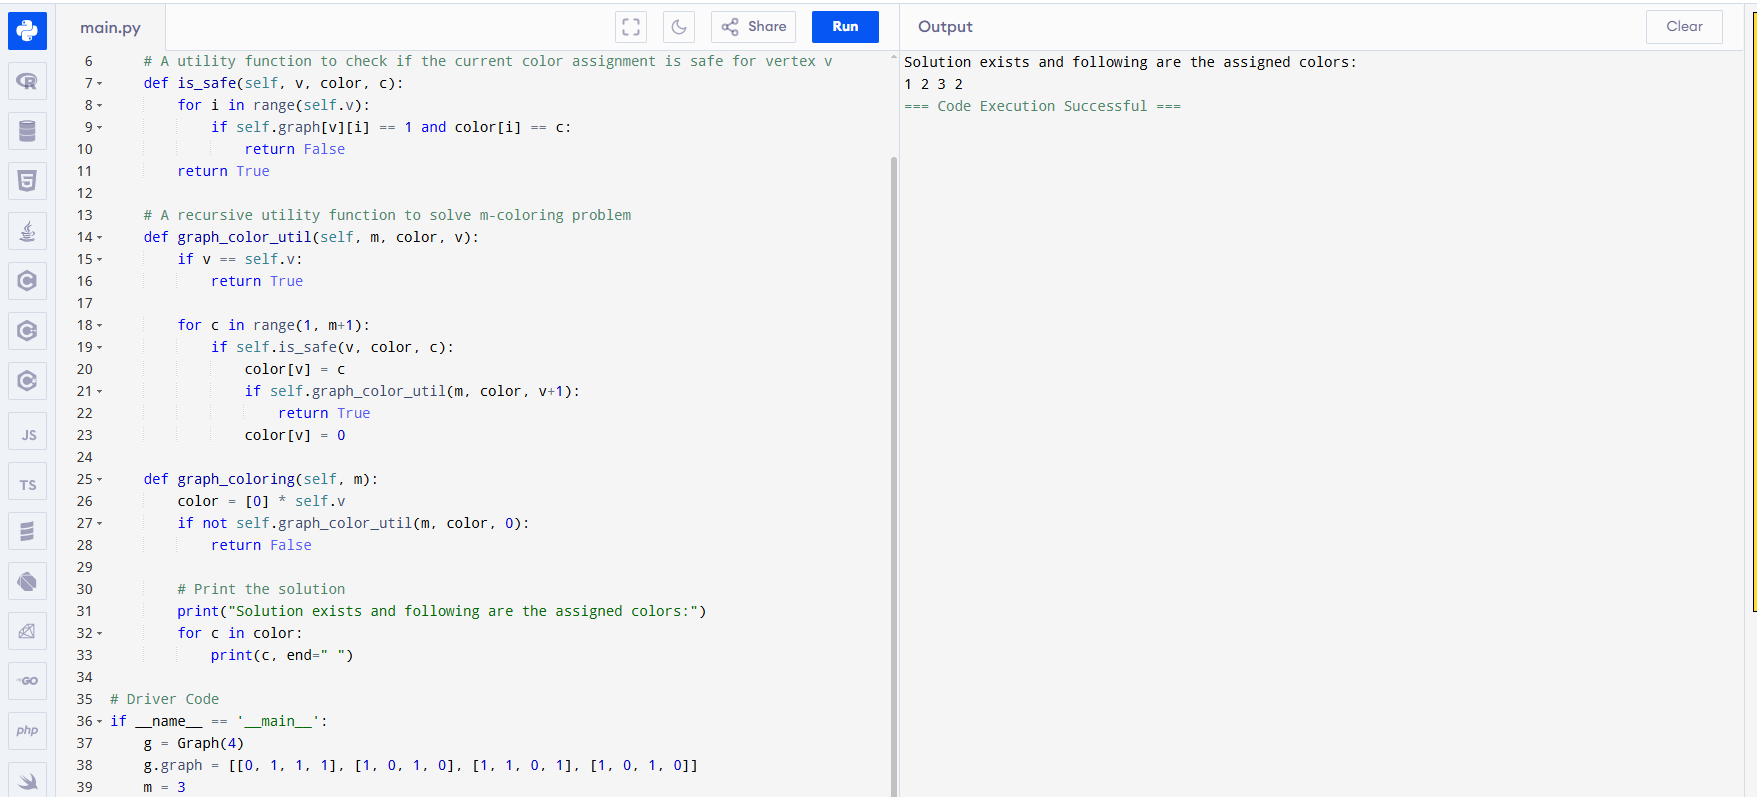 main.py
Share
Run
Output
Clear
6 # A utility function to check if the current color assignment is safe for vertex v
7 def is_safe(self, v, color, c):
8 for i in range(self.v):
9 if self.graph[v][i] == 1 and color[i] == c:
10 return False
11 return True
12
13 # A recursive utility function to solve m-coloring problem
14 def graph_color_util(self, m, color, v):
15 if v == self.v:
16 return True
17
18 for c in range(1, m+1):
19 if self.is_safe(v, color, c):
20 color[v] = c
21 if self.graph_color_util(m, color, v+1):
22 return True
23 color[v] = 0
24
25 def graph_coloring(self, m):
26 color = [0] * self.v
27 if not self.graph_color_util(m, color, 0):
28 return False
29
30 # Print the solution
31 print("Solution exists and following are the assigned colors:")
32 for c in color:
33 print(c, end=" ")
34
35 # Driver Code
36 if __name__ == '__main__':
37 g = Graph(4)
38 g.graph = [[0, 1, 1, 1], [1, 0, 1, 0], [1, 1, 0, 1], [1, 0, 1, 0]]
39 m = 3
Solution exists and following are the assigned colors:
1 2 3 2
=== Code Execution Successful ===
R
5
C
C
C
JS
TS
GO
php